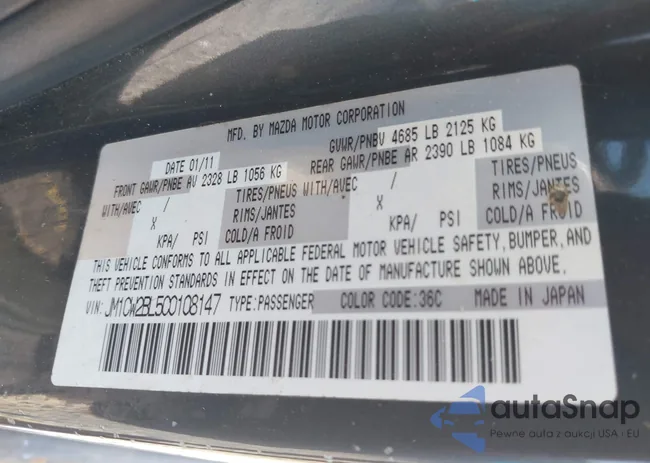 MFD. BY MAZDA MOTOR CORPORATION
DATE 01/11 GVWR/PNBV 4685 LB 2125 KG
FRONT GAWR/PNBE AV 2328 LB 1056 KG REAR GAWR/PNBE AR 2390 LB 1084 KG
WITH/AVEC / TIRES/PNEUS WITH/AVEC / TIRES/PNEUS
X RIMS/JANTES X RIMS/JANTES
KPA/ PSI COLD/A FROID KPA/ PSI COLD/A FROID
THIS VEHICLE CONFORMS TO ALL APPLICABLE FEDERAL MOTOR VEHICLE SAFETY, BUMPER, AND
THEFT PREVENTION STANDARDS IN EFFECT ON THE DATE OF MANUFACTURE SHOWN ABOVE.
VIN: JM1CW2BL5C0108147 TYPE:PASSENGER COLOR CODE:36C MADE IN JAPAN
autaSnap
Pewne auta z aukcji USA - EU